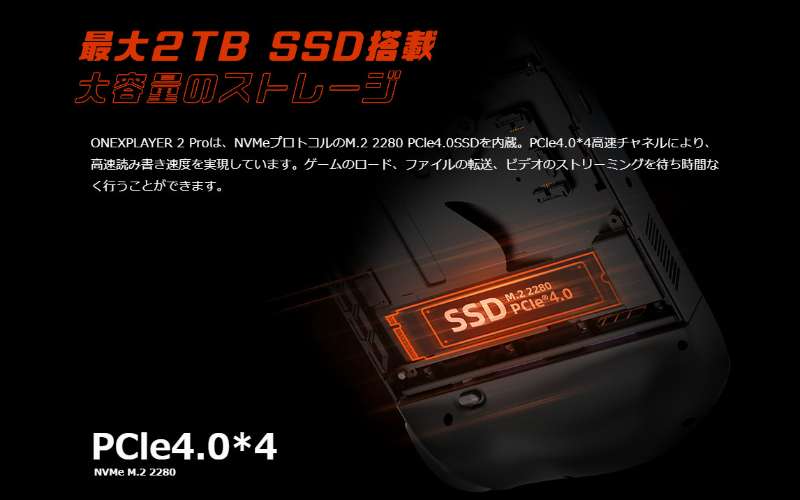 最大2TB SSD搭載
大容量のストレージ
ONEXPLAYER 2 Proは、NVMeプロトコルのM.2 2280 PCle4.0SSDを内蔵。PCle4.0*4高速チャネルにより、
高速読み書き速度を実現しています。ゲームのロード、ファイルの転送、ビデオのストリーミングを待ち時間な
く行うことができます。
SSD M.2 2280
PCle®4.0
PCle4.0*4
NVMe M.2 2280